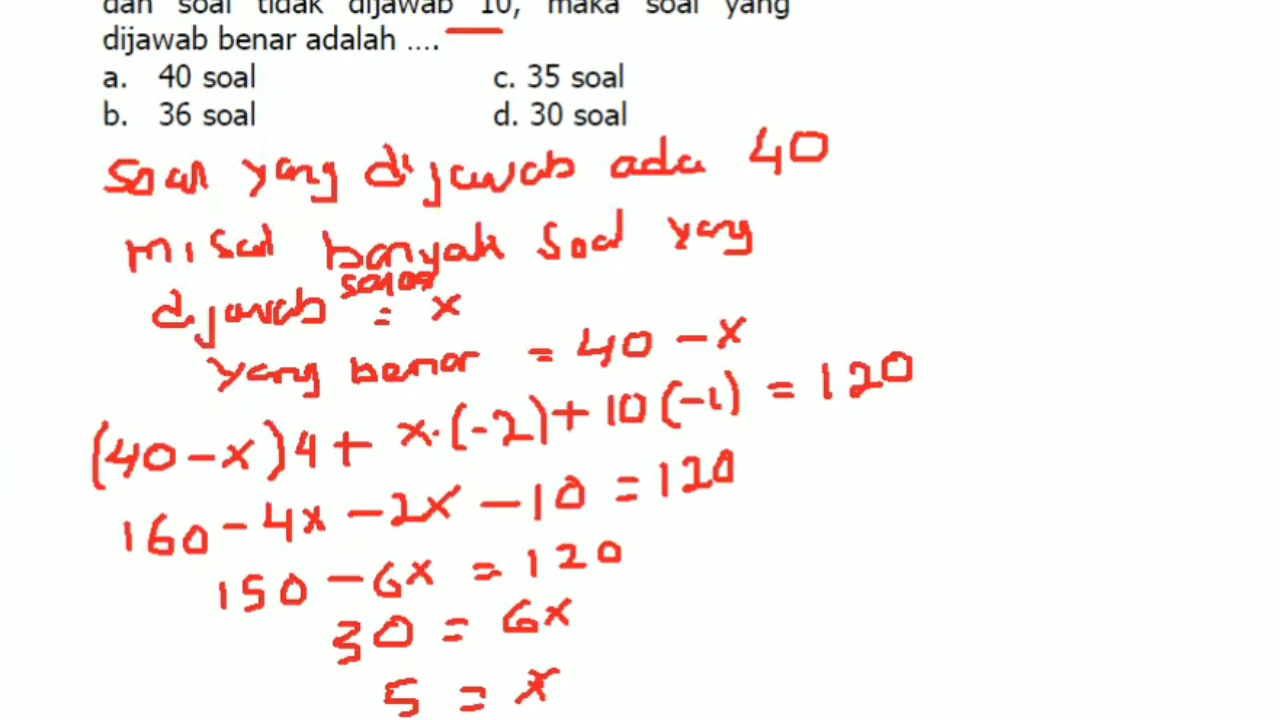 dan soal tidak dijawab 10, maka soal yang
dijawab benar adalah ....
a. 40 soal c. 35 soal
b. 36 soal d. 30 soal
Soal yang dijawab ada 40
misal banyak soal yang
dijawab salah = x
yang benar = 40 - x
(40 - x)4 + x.(-2) + 10(-1) = 120
160 - 4x - 2x - 10 = 120
150 - 6x = 120
30 = 6x
5 = x